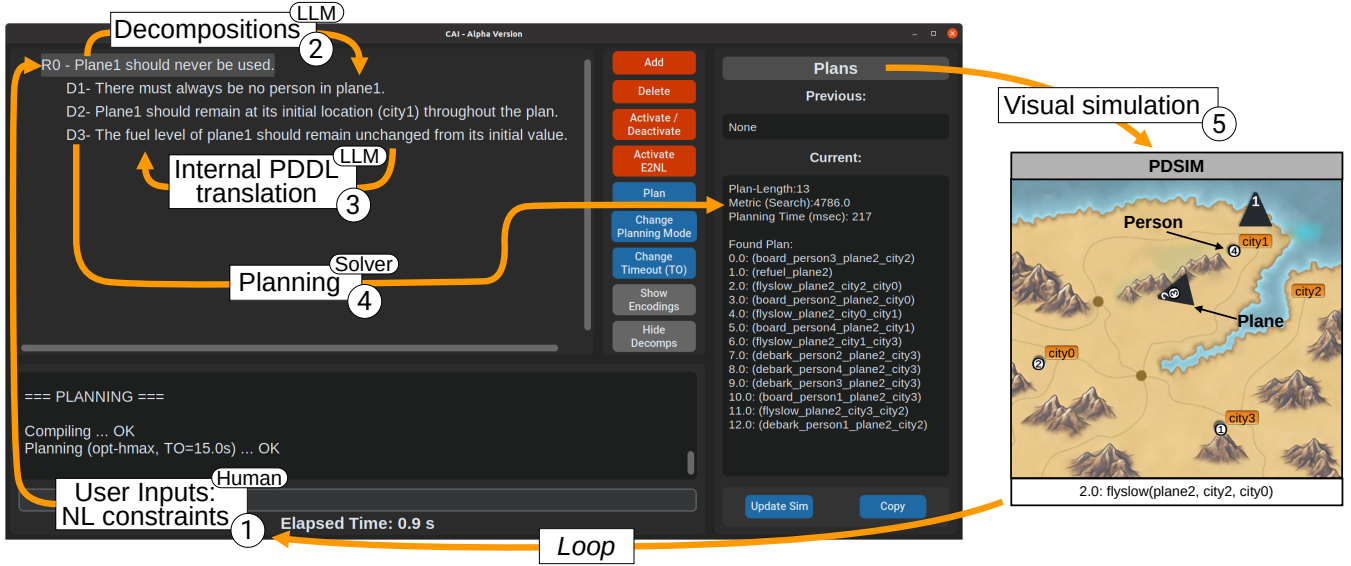 LLM
Decompositions
2
CAI - Alpha Version
R0 - Plane1 should never be used.
D1- There must always be no person in plane1.
D2- Plane1 should remain at its initial location (city1) throughout the plan.
D3- The fuel level of plane1 should remain unchanged from its initial value.
LLM
Internal PDDL
translation
3
Solver
Planning
4
=== PLANNING ===
Compiling ... OK
Planning (opt-hmax, TO=15.0s) ... OK
Human
User Inputs:
NL constraints
1
Elapsed Time: 0.9 s
Add
Delete
Activate /
Deactivate
Activate
E2NL
Plan
Change
Planning Mode
Change
Timeout (TO)
Show
Encodings
Hide
Decomps
Plans
Previous:
None
Current:
Plan-Length:13
Metric (Search):4786.0
Planning Time (msec): 217
Found Plan:
0.0: (board_person3_plane2_city2)
1.0: (refuel_plane2)
2.0: (flyslow_plane2_city2_city0)
3.0: (board_person2_plane2_city0)
4.0: (flyslow_plane2_city0_city1)
5.0: (board_person4_plane2_city1)
6.0: (flyslow_plane2_city1_city3)
7.0: (debark_person2_plane2_city3)
8.0: (debark_person4_plane2_city3)
9.0: (debark_person3_plane2_city3)
10.0: (board_person1_plane2_city3)
11.0: (flyslow_plane2_city3_city2)
12.0: (debark_person1_plane2_city2)
Update Sim
Copy
Visual simulation
5
PDSIM
1
Person
city1
4
city2
2
3
Plane
city0
2
city3
1
2.0: flyslow(plane2, city2, city0)
Loop